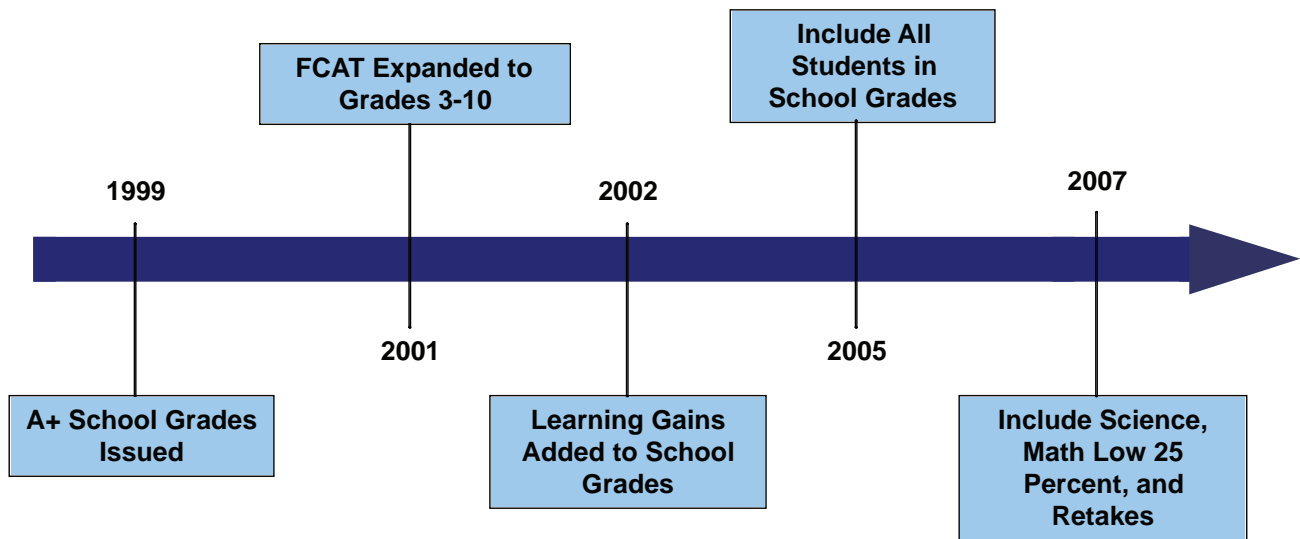 FCAT Expanded to
Grades 3-10
Include All
Students in
School Grades
1999
2002
2007
2001
2005
A+ School Grades
Issued
Learning Gains
Added to School
Grades
Include Science,
Math Low 25
Percent, and
Retakes